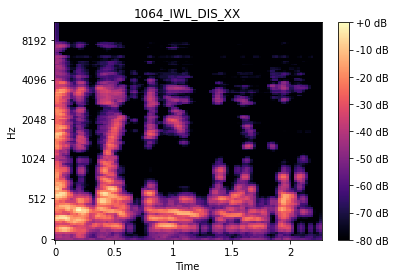 1064_IWL_DIS_XX
+0 dB
8192
-10 dB
4096
-20 dB
-30 dB
2048
Hz
-40 dB
1024
-50 dB
512
-60 dB
-70 dB
0
-80 dB
0 0.5 1 1.5 2
Time